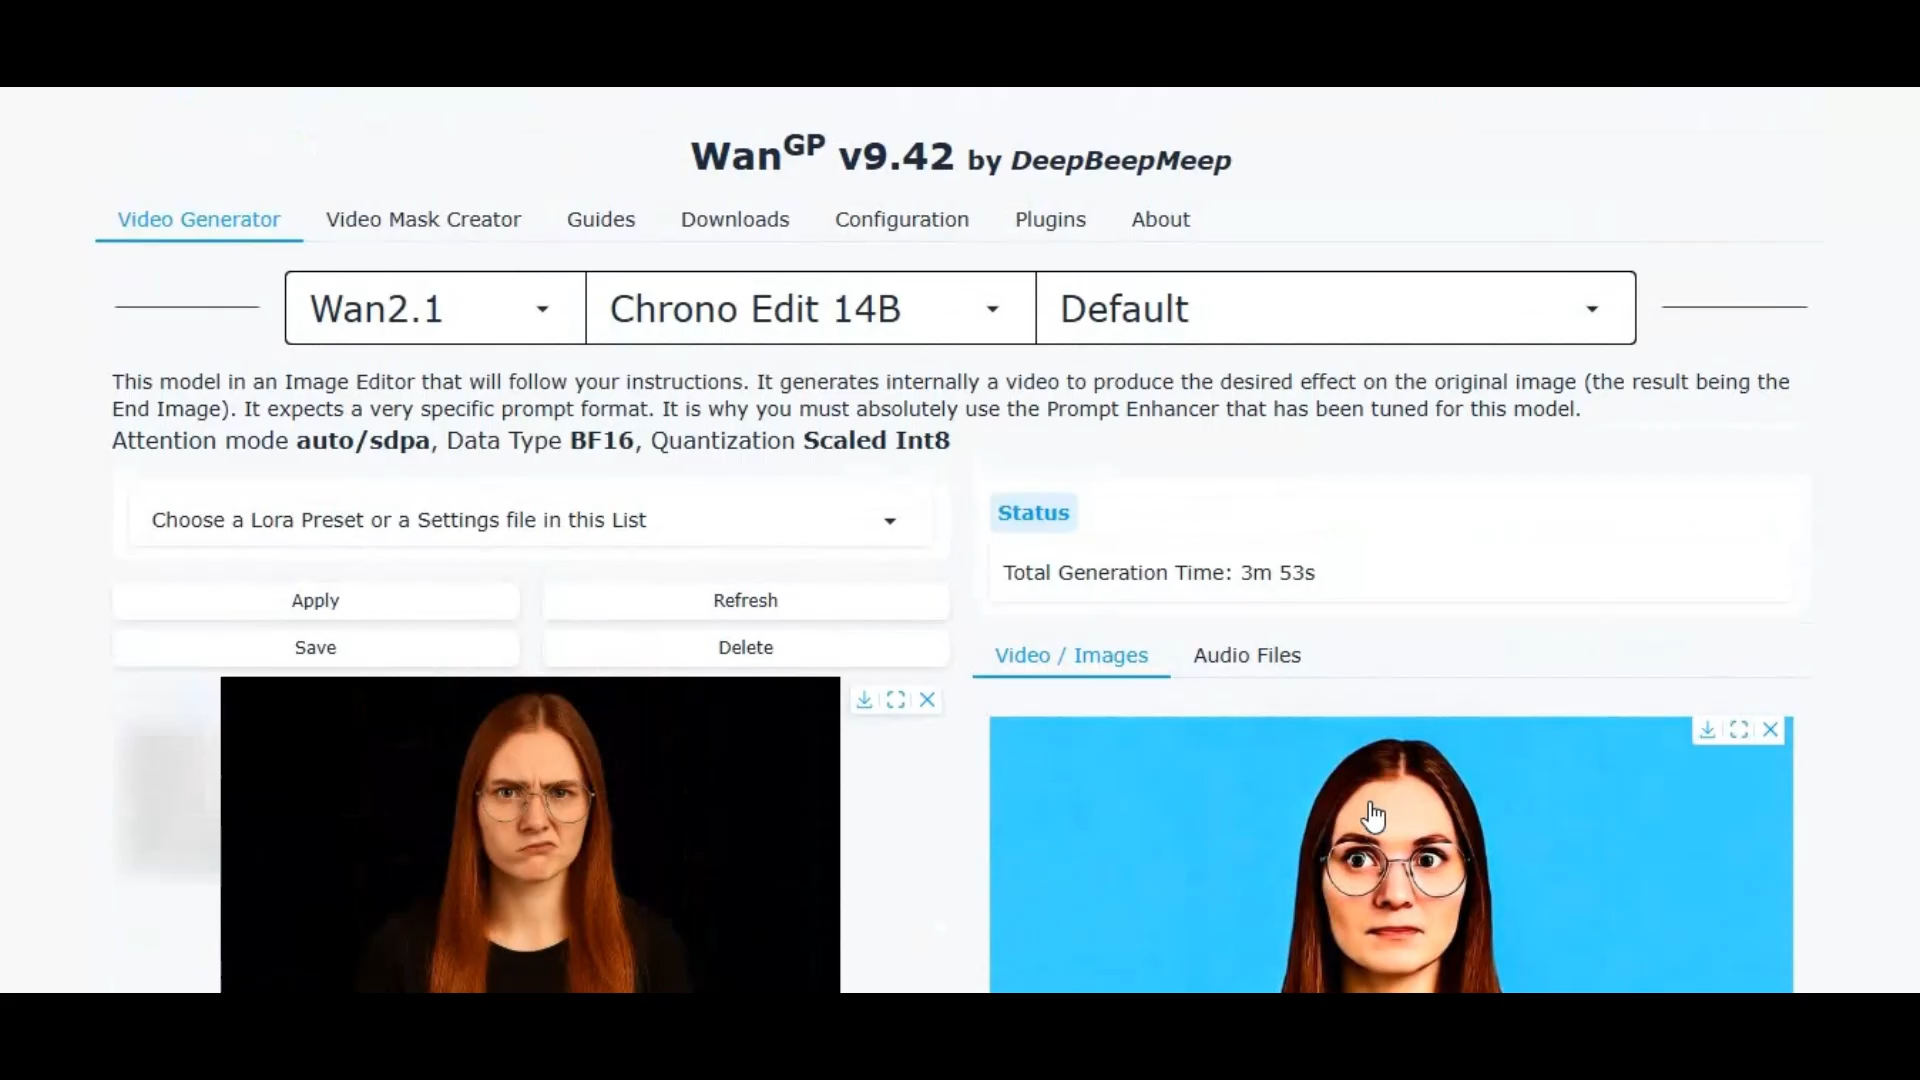 WanGP v9.42 by DeepBeepMeep
Video Generator Video Mask Creator Guides Downloads Configuration Plugins About
Wan2.1 Chrono Edit 14B Default
This model in an Image Editor that will follow your instructions. It generates internally a video to produce the desired effect on the original image (the result being the
End Image). It expects a very specific prompt format. It is why you must absolutely use the Prompt Enhancer that has been tuned for this model.
Attention mode auto/sdpa, Data Type BF16, Quantization Scaled Int8
Choose a Lora Preset or a Settings file in this List
Apply Refresh
Save Delete
Status
Total Generation Time: 3m 53s
Video / Images Audio Files